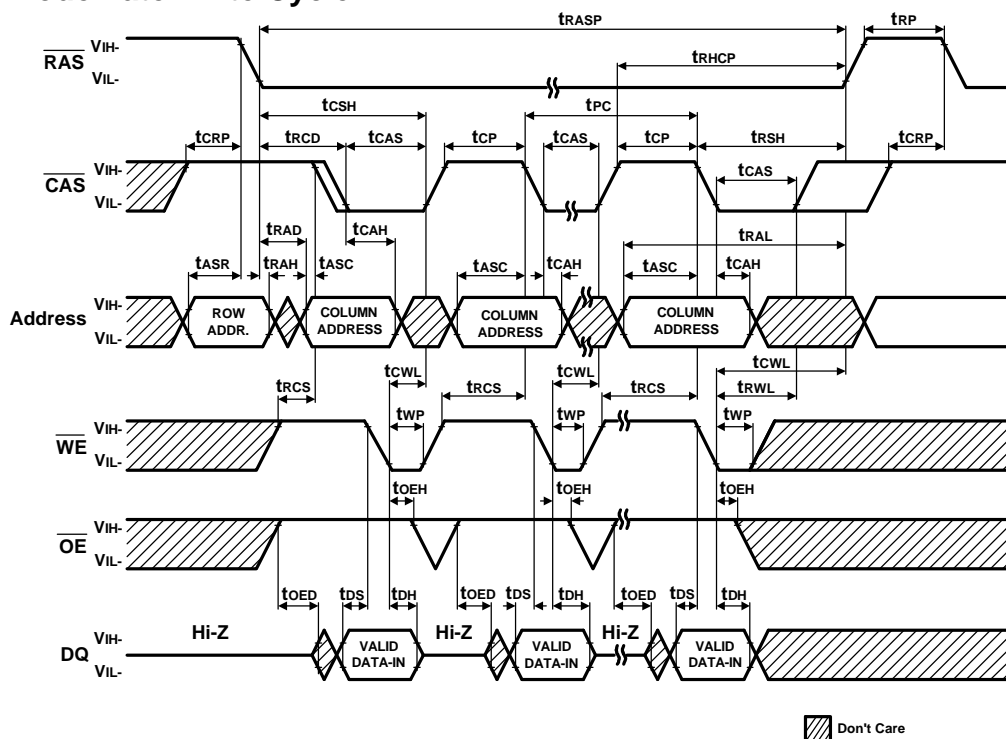 tRASP tRP
VIH-
RAS
VIL-
tRHCP
tCSH tPC
tCRP tRCD tCAS tCP tCAS tCP tRSH tCRP
VIH-
CAS
VIL-
tCAS
tRAD tCAH tRAL
tASR tRAH tASC tASC tCAH tASC tCAH
VIH-
Address
VIL-
ROW ADDR.
COLUMN ADDRESS
COLUMN ADDRESS
COLUMN ADDRESS
tCWL tCWL tCWL
tRCS tRCS tRCS tRWL
tWP tWP tWP
VIH-
WE
VIL-
tOEH tOEH tOEH
VIH-
OE
VIL-
tOED tDS tDH tOED tDS tDH tOED tDS tDH
Hi-Z Hi-Z Hi-Z
VIH-
DQ
VIL-
VALID DATA-IN
VALID DATA-IN
VALID DATA-IN
Don't Care